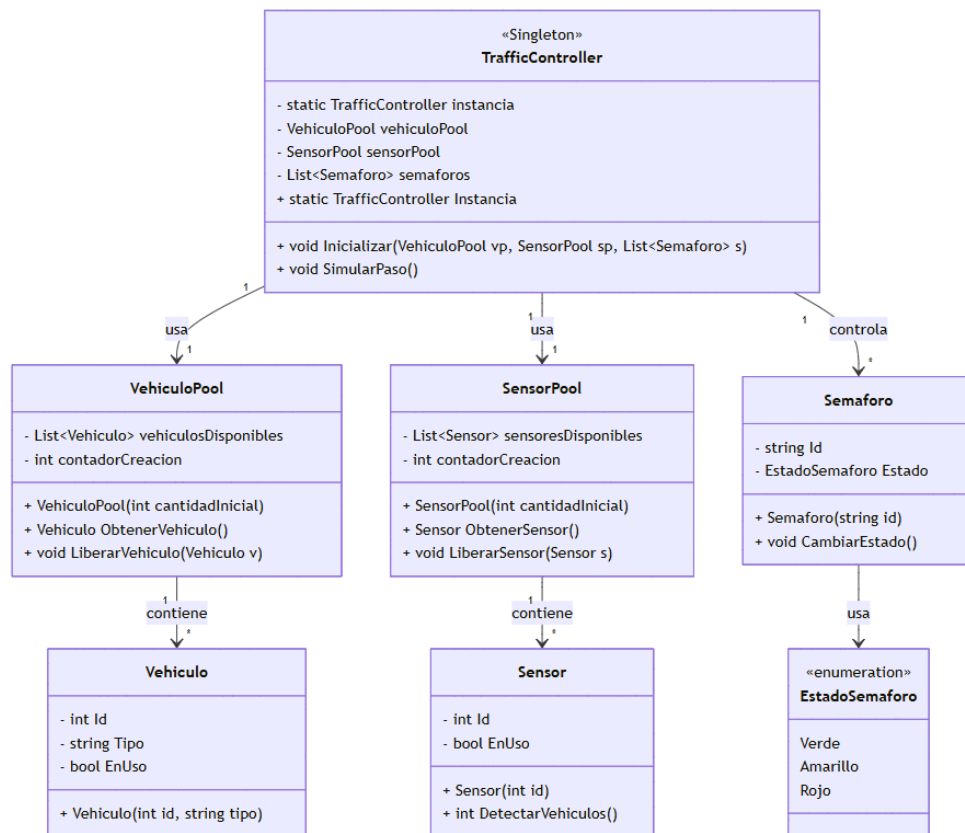 «Singleton»
TrafficController
- static TrafficController instancia
- VehiculoPool vehiculoPool
- SensorPool sensorPool
- List<Semaforo> semaforos
+ static TrafficController Instancia
+ void Inicializar(VehiculoPool vp, SensorPool sp, List<Semaforo> s)
+ void SimularPaso()
1
1
1
usa
usa
controla
1
1
*
VehiculoPool
- List<Vehiculo> vehiculosDisponibles
- int contadorCreacion
+ VehiculoPool(int cantidadInicial)
+ Vehiculo ObtenerVehiculo()
+ void LiberarVehiculo(Vehiculo v)
SensorPool
- List<Sensor> sensoresDisponibles
- int contadorCreacion
+ SensorPool(int cantidadInicial)
+ Sensor ObtenerSensor()
+ void LiberarSensor(Sensor s)
Semaforo
- string Id
- EstadoSemaforo Estado
+ Semaforo(string id)
+ void CambiarEstado()
1
1
contiene
contiene
usa
*
*
Vehiculo
- int Id
- string Tipo
- bool EnUso
+ Vehiculo(int id, string tipo)
Sensor
- int Id
- bool EnUso
+ Sensor(int id)
+ int DetectarVehiculos()
«enumeration»
EstadoSemaforo
Verde
Amarillo
Rojo